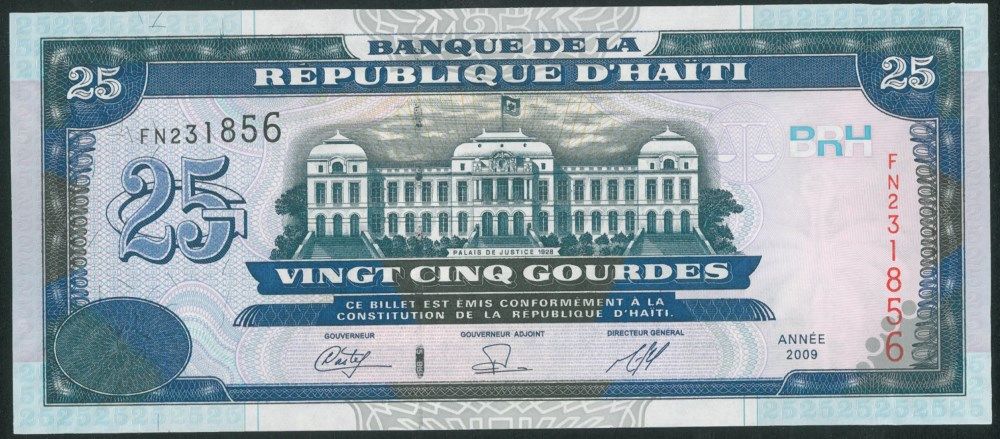 BANQUE DE LA
RÉPUBLIQUE D'HAÏTI
25
25
FN231856
BRH
25G
FN231856
PALAIS DE JUSTICE 1928
VINGT CINQ GOURDES
CE BILLET EST ÉMIS CONFORMÉMENT À LA
CONSTITUTION DE LA RÉPUBLIQUE D'HAÏTI.
GOUVERNEUR
GOUVERNEUR ADJOINT
DIRECTEUR GÉNÉRAL
ANNÉE
2009